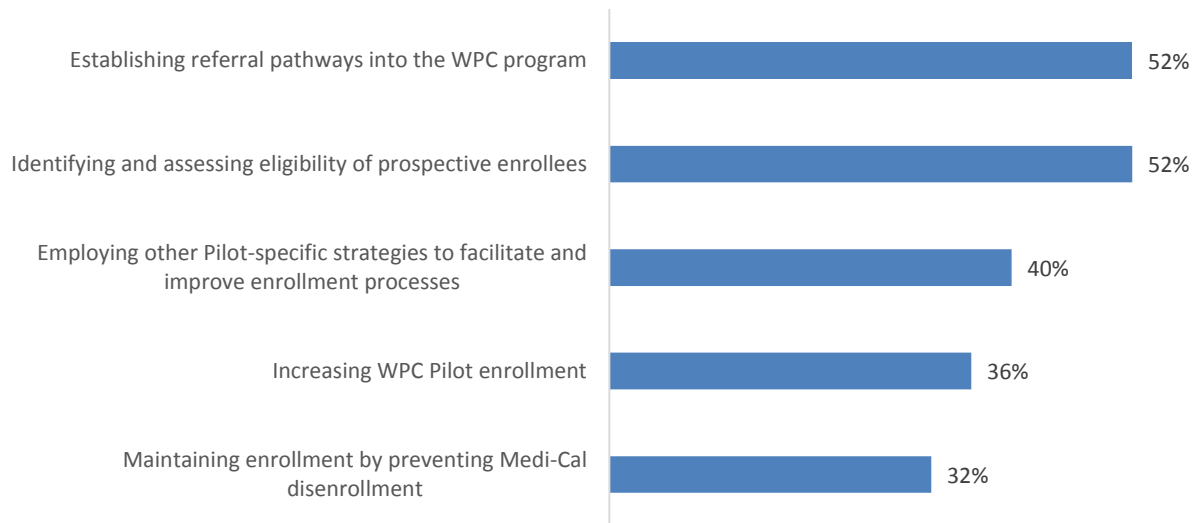 Establishing referral pathways into the WPC program
52%
Identifying and assessing eligibility of prospective enrollees
52%
Employing other Pilot-specific strategies to facilitate and
improve enrollment processes
40%
Increasing WPC Pilot enrollment
36%
Maintaining enrollment by preventing Medi-Cal
disenrollment
32%